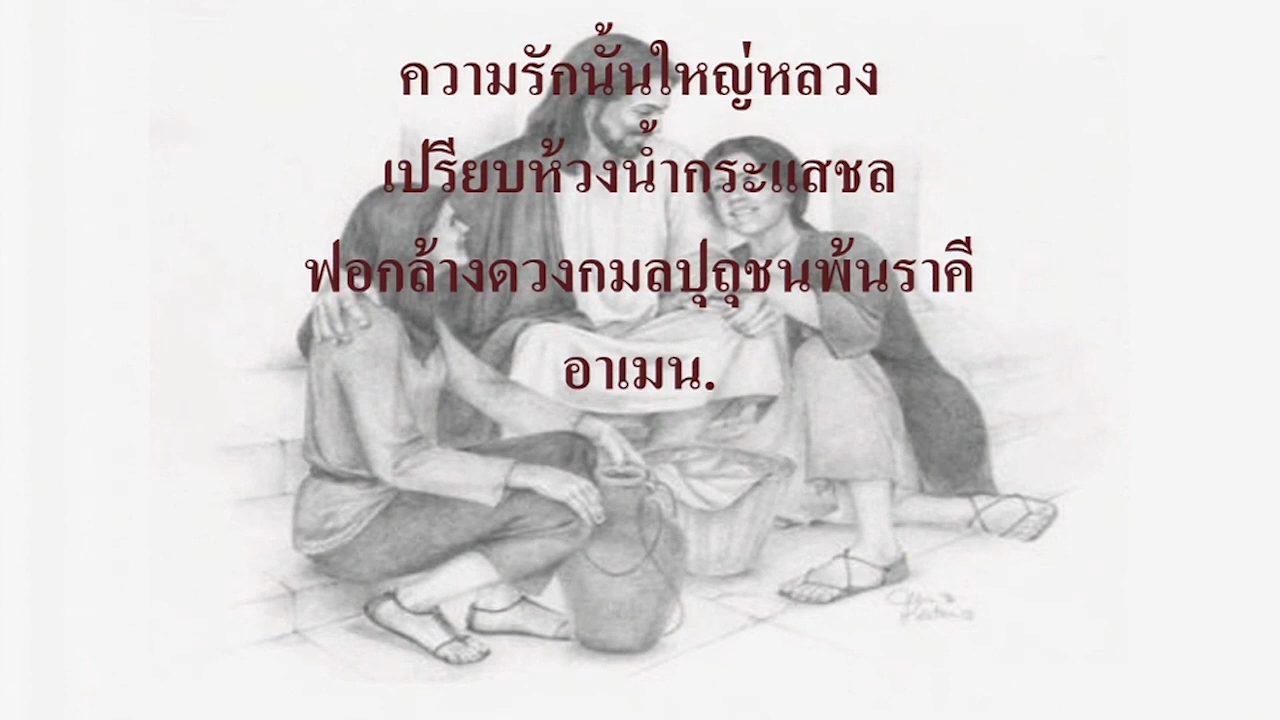 ความรักนั้นใหญ่หลวง
เปรียบห้วงน้ำกระแสชล
ฟอกล้างดวงกมลปุถุชนพ้นราคี
อาเมน.